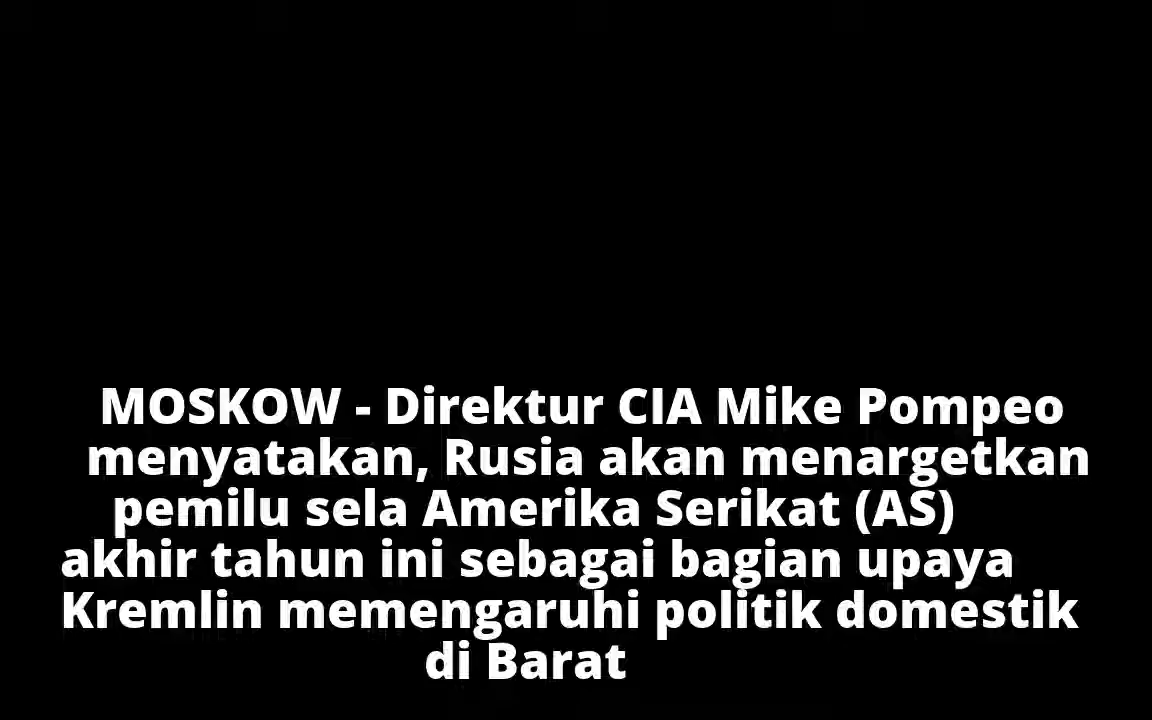 MOSKOW - Direktur CIA Mike Pompeo
menyatakan, Rusia akan menargetkan
pemilu sela Amerika Serikat (AS)
akhir tahun ini sebagai bagian upaya
Kremlin memengaruhi politik domestik
di Barat